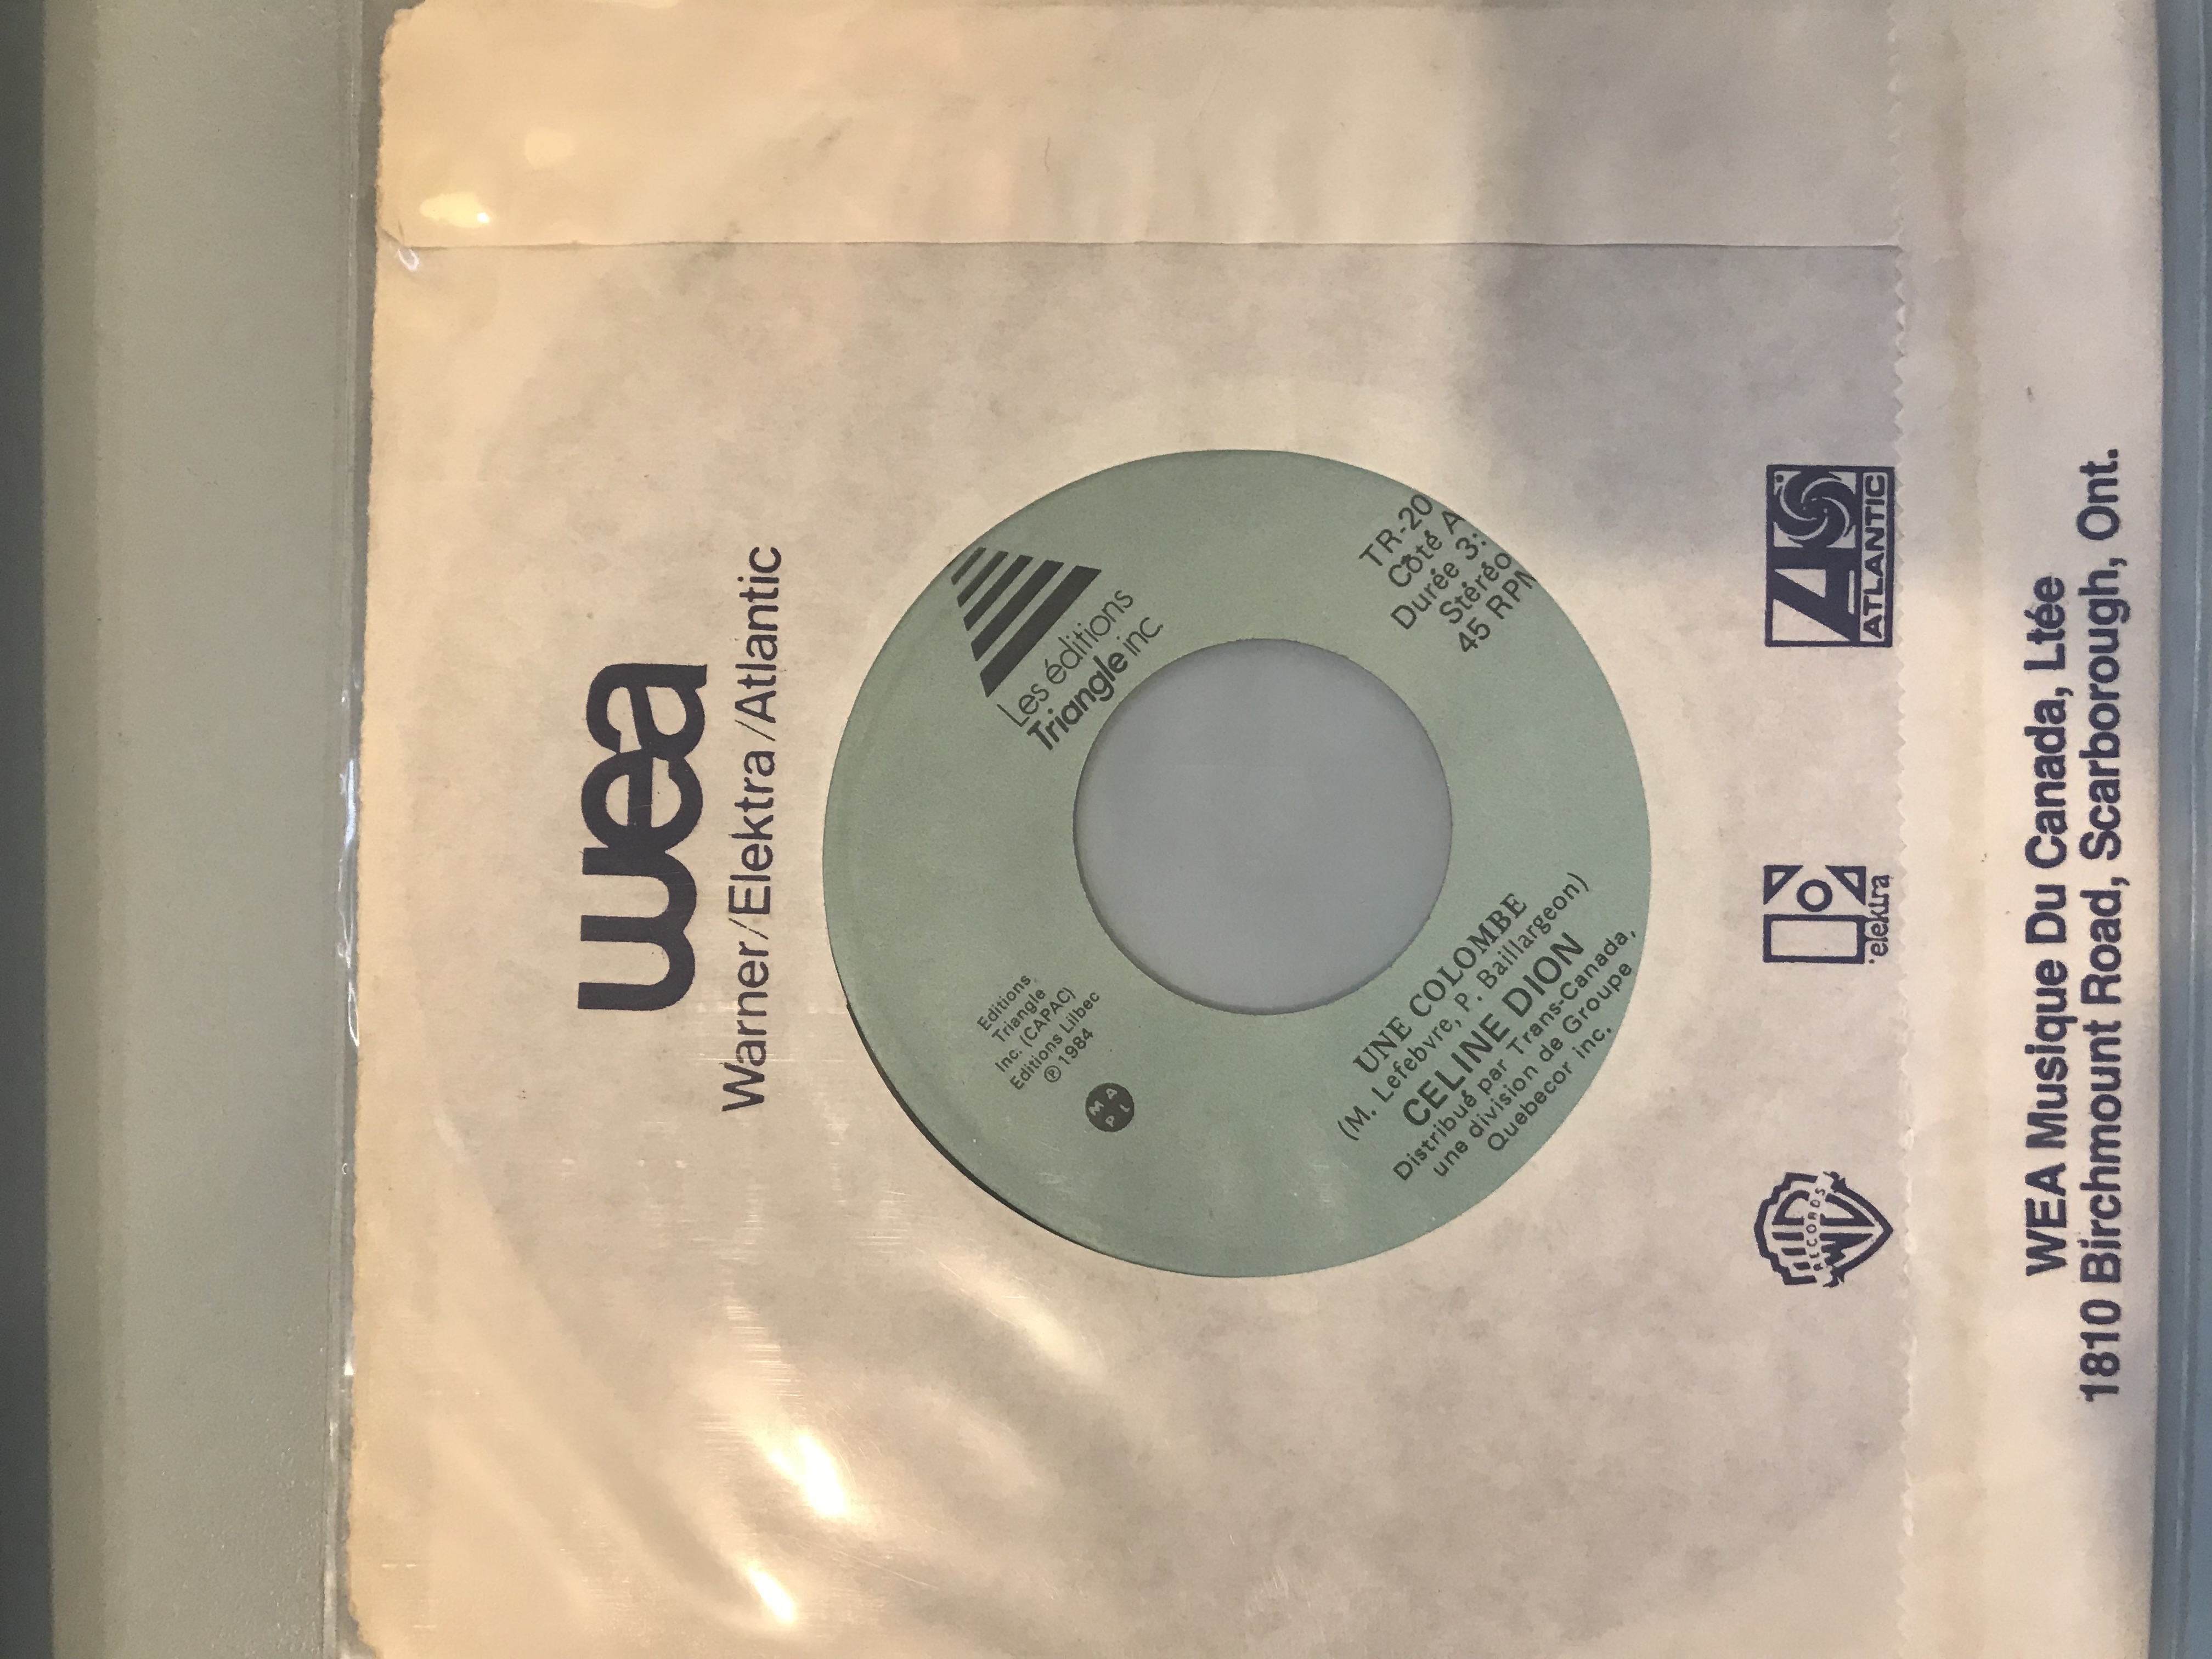 wea
Warner/Elektra/Atlantic
Les éditions
Triangle inc.
Editions
Triangle
Inc. (CAPAC)
Editions Lilbec
℗ 1984
MAPL
TR-20
Côté A
Durée 3:
Stéréo
45 RPM
UNE COLOMBE
(M. Lefebvre, P. Baillargeon)
CELINE DION
Distribué par Trans-Canada,
une division de Groupe
Quebecor inc.
RECORDS
elektra
ATLANTIC
WEA Musique Du Canada, Ltée
1810 Birchmount Road, Scarborough, Ont.